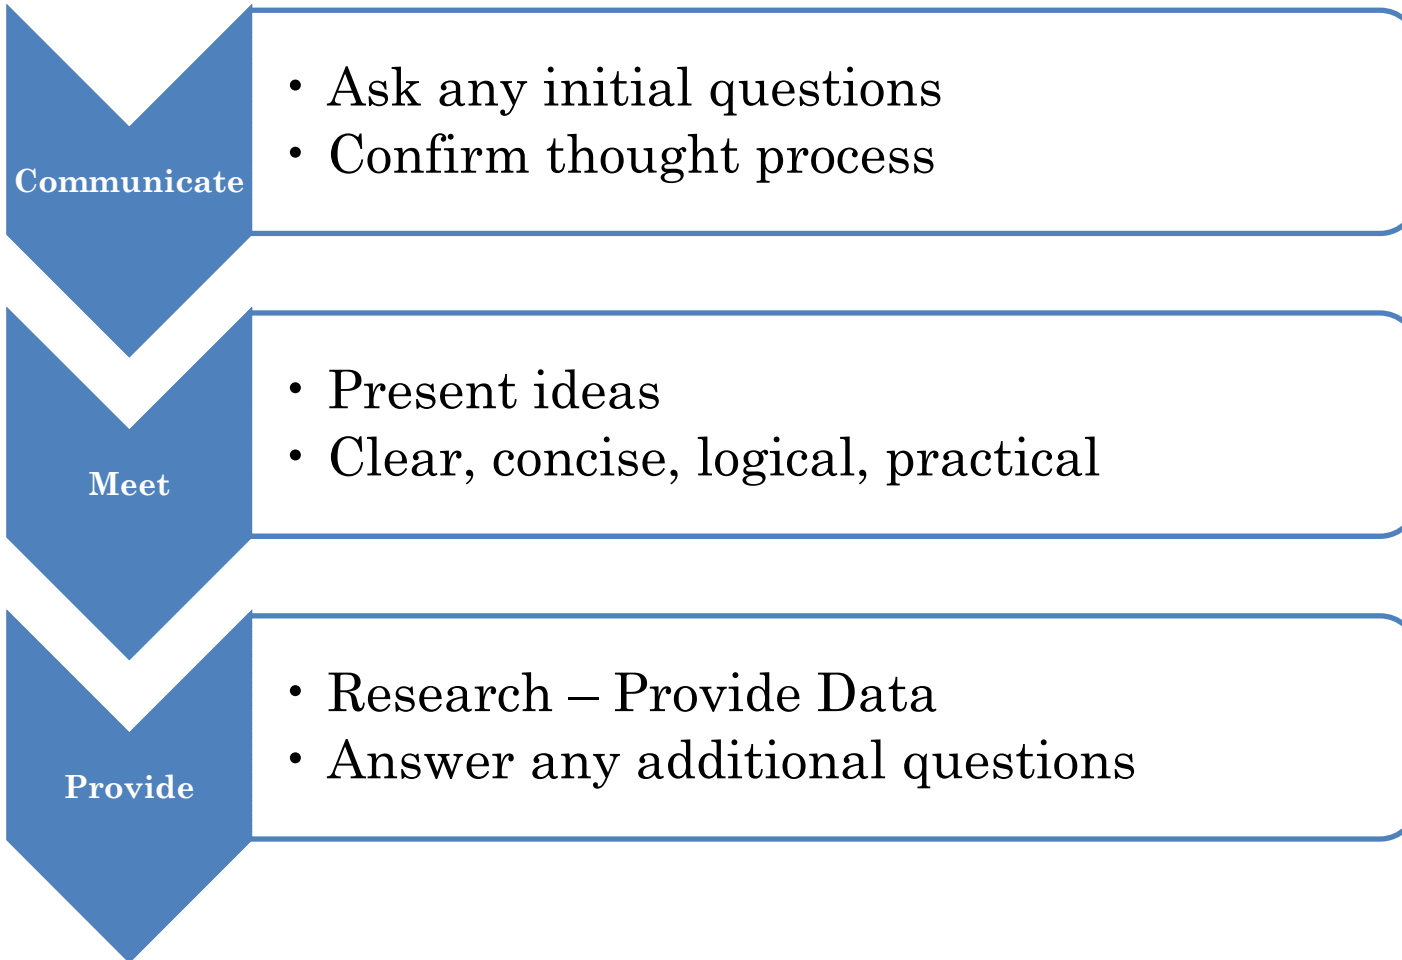 Communicate
• Ask any initial questions
• Confirm thought process
Meet
• Present ideas
• Clear, concise, logical, practical
Provide
• Research – Provide Data
• Answer any additional questions